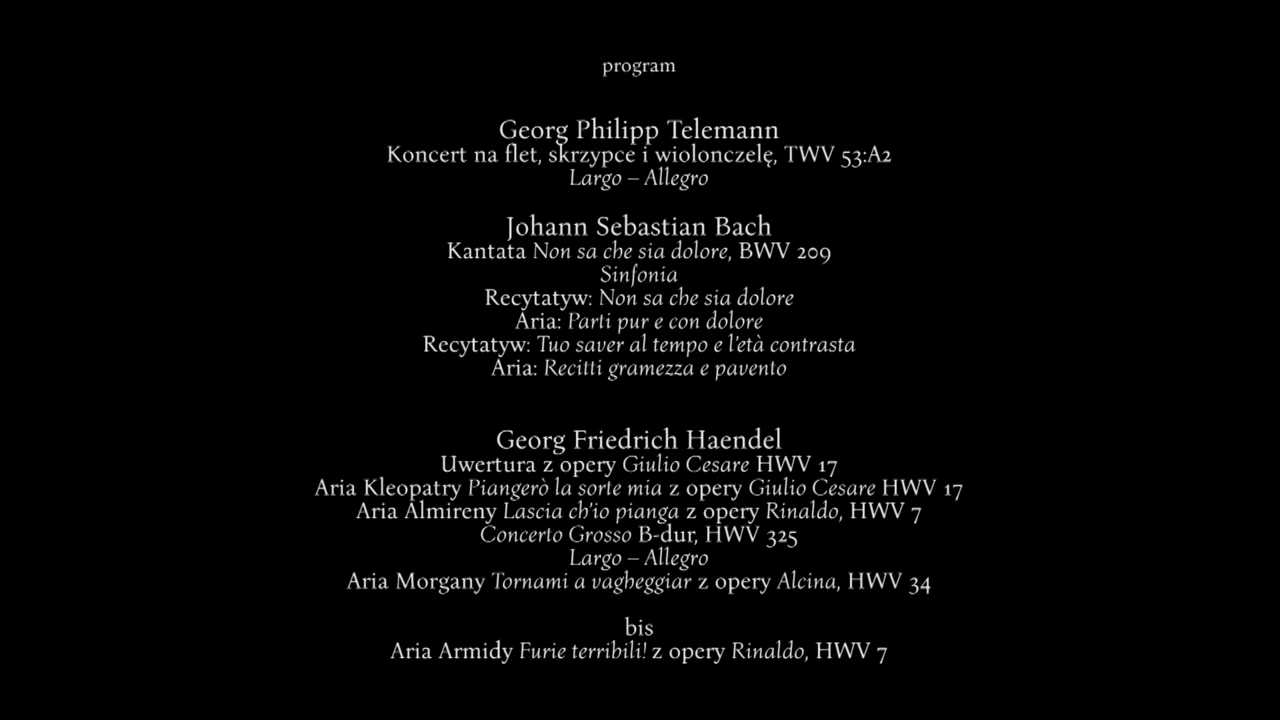 program
Georg Philipp Telemann
Koncert na flet, skrzypce i wiolonczelę, TWV 53:A2
Largo – Allegro
Johann Sebastian Bach
Kantata Non sa che sia dolore, BWV 209
Sinfonia
Recytatyw: Non sa che sia dolore
Aria: Parti pur e con dolore
Recytatyw: Tuo saver al tempo e l'età contrasta
Aria: Recitti gramezza e pavento
Georg Friedrich Haendel
Uwertura z opery Giulio Cesare HWV 17
Aria Kleopatry Piangerò la sorte mia z opery Giulio Cesare HWV 17
Aria Almireny Lascia ch'io pianga z opery Rinaldo, HWV 7
Concerto Grosso B-dur, HWV 325
Largo – Allegro
Aria Morgany Tornami a vagheggiar z opery Alcina, HWV 34
bis
Aria Armidy Furie terribili! z opery Rinaldo, HWV 7